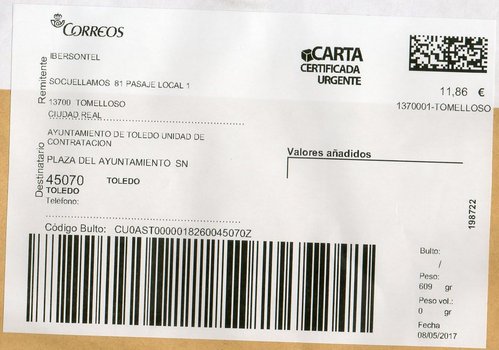 CORREOS
Remitente
IBERSONTEL
SOCUELLAMOS 81 PASAJE LOCAL 1
13700 TOMELLOSO
CIUDAD REAL
CARTA
CERTIFICADA
URGENTE
11,86 €
1370001-TOMELLOSO
Destinatario
AYUNTAMIENTO DE TOLEDO UNIDAD DE
CONTRATACIÓN
PLAZA DEL AYUNTAMIENTO SN
45070 TOLEDO
TOLEDO
Teléfono:
Valores añadidos
198722
Código Bulto: CU0AST0000018260045070Z
Bulto:
/
Peso:
609 gr
Peso vol.:
0 gr
Fecha
08/05/2017